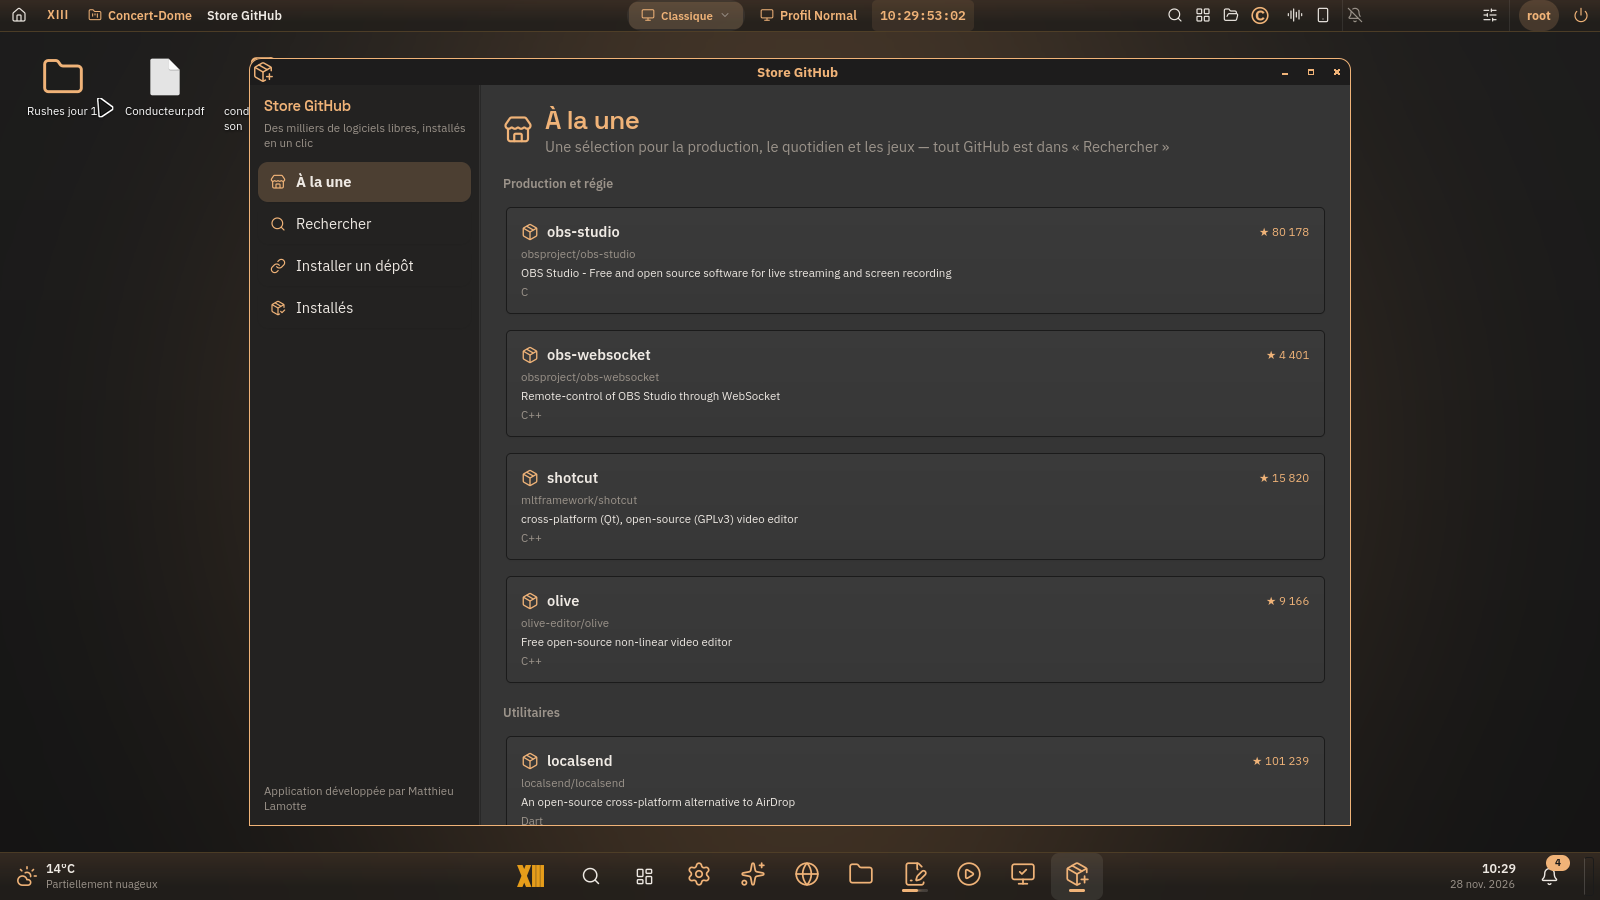 XIII
Concert-Dome
Store GitHub
Classique
Profil Normal
10:29:53:02
root
Rushes jour 1
Conducteur.pdf
cond
son
Store GitHub
Store GitHub
Des milliers de logiciels libres, installés
en un clic
À la une
Rechercher
Installer un dépôt
Installés
Application développée par Matthieu
Lamotte
À la une
Une sélection pour la production, le quotidien et les jeux — tout GitHub est dans « Rechercher »
Production et régie
obs-studio
★ 80 178
obsproject/obs-studio
OBS Studio - Free and open source software for live streaming and screen recording
C
obs-websocket
★ 4 401
obsproject/obs-websocket
Remote-control of OBS Studio through WebSocket
C++
shotcut
★ 15 820
mltframework/shotcut
cross-platform (Qt), open-source (GPLv3) video editor
C++
olive
★ 9 166
olive-editor/olive
Free open-source non-linear video editor
C++
Utilitaires
localsend
★ 101 239
localsend/localsend
An open-source cross-platform alternative to AirDrop
Dart
14°C
Partiellement nuageux
XIII
10:29
28 nov. 2026
4